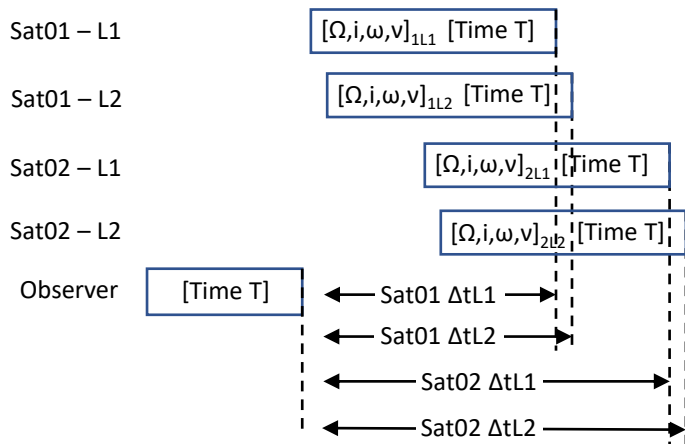 Sat01 – L1 [Ω,i,ω,ν]1L1 [Time T]
Sat01 – L2 [Ω,i,ω,ν]1L2 [Time T]
Sat02 – L1 [Ω,i,ω,ν]2L1 [Time T]
Sat02 – L2 [Ω,i,ω,ν]2L2 [Time T]
Observer [Time T] Sat01 ΔtL1
Sat01 ΔtL2
Sat02 ΔtL1
Sat02 ΔtL2